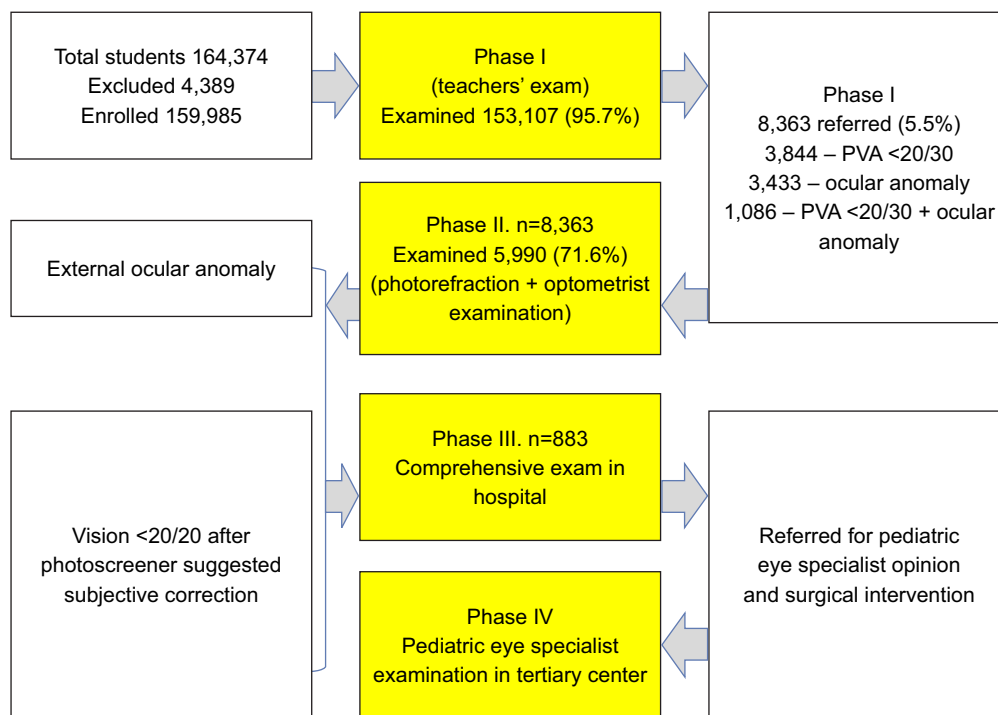 Total students 164,374
Excluded 4,389
Enrolled 159,985
Phase I
(teachers’ exam)
Examined 153,107 (95.7%)
Phase I
8,363 referred (5.5%)
3,844 – PVA <20/30
3,433 – ocular anomaly
1,086 – PVA <20/30 + ocular
anomaly
Phase II. n=8,363
Examined 5,990 (71.6%)
(photorefraction + optometrist
examination)
External ocular anomaly
Vision <20/20 after
photoscreener suggested
subjective correction
Phase III. n=883
Comprehensive exam in
hospital
Referred for pediatric
eye specialist opinion
and surgical intervention
Phase IV
Pediatric eye specialist
examination in tertiary center